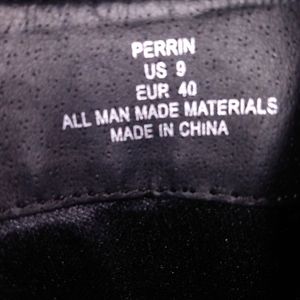 PERRIN
US 9
EUR 40
ALL MAN MADE MATERIALS
MADE IN CHINA